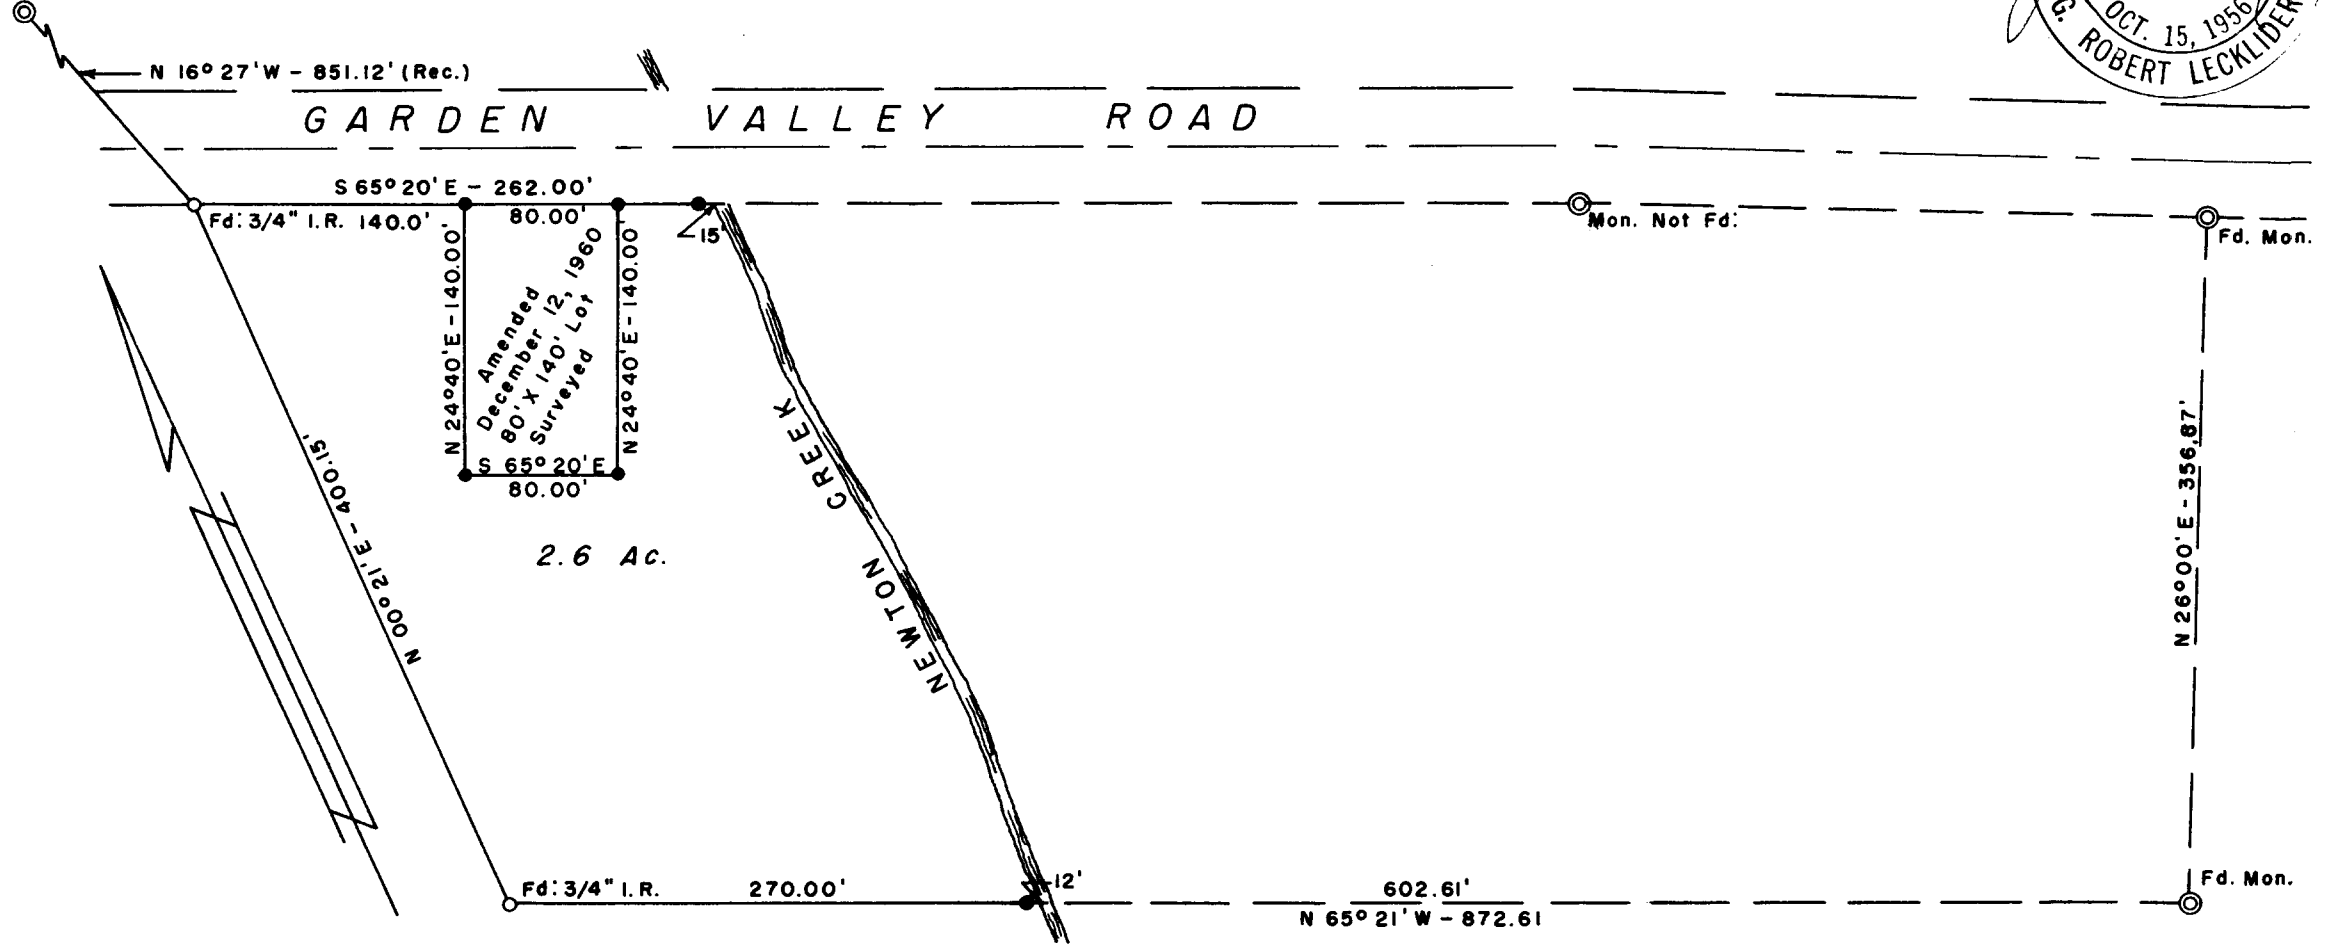 OCT. 15, 1956
G. ROBERT LECKLIDER
N 16° 27' W - 851.12' (Rec.)
GARDEN VALLEY ROAD
S 65° 20' E - 262.00'
Fd: 3/4" I.R. 140.0'
80.00'
15'
Mon. Not Fd:
Fd. Mon.
N 24° 40' E - 140.00'
Amended
December 12, 1960
80' X 140' Lot
Surveyed
N 24° 40' E - 140.00'
S 65° 20' E
80.00'
N 00° 21' E - 400.15'
2.6 Ac.
NEWTON CREEK
N 26° 00' E - 356.87'
Fd: 3/4" I.R.
270.00'
12'
602.61'
N 65° 21' W - 872.61
Fd. Mon.